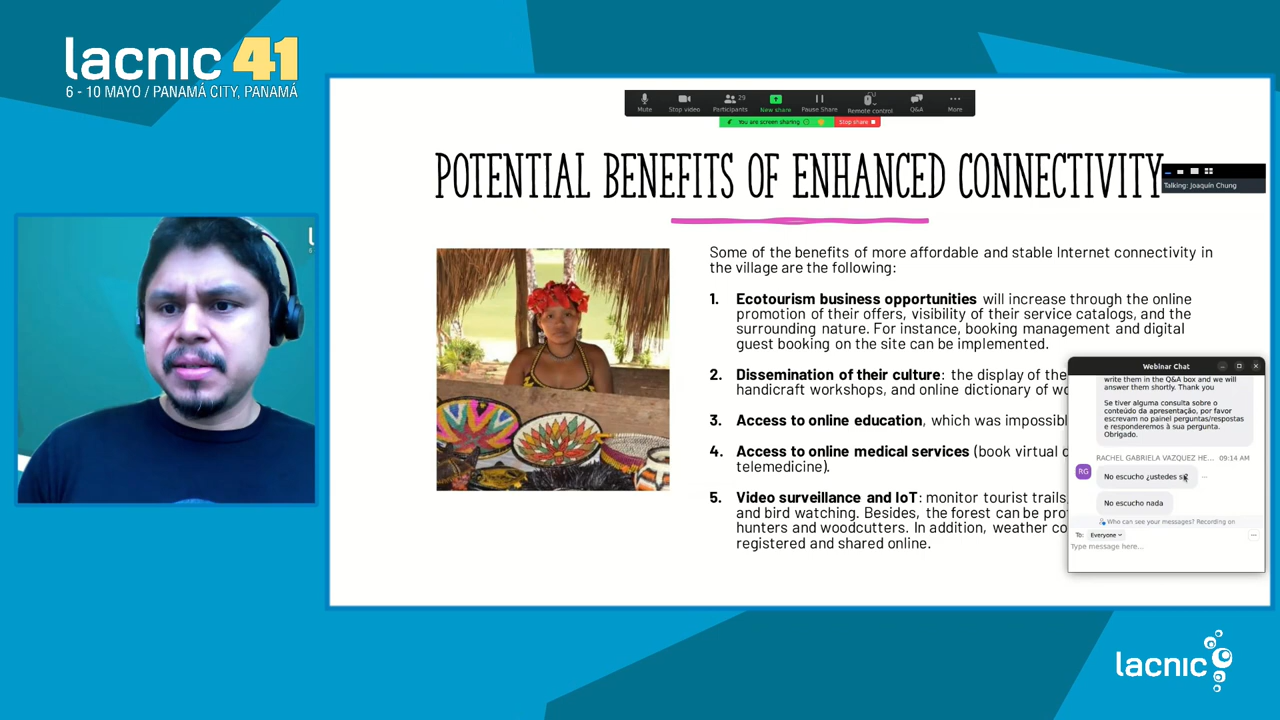 lacnic 41
6 - 10 MAYO / PANAMÁ CITY, PANAMÁ
Mute
Stop video
Participants
29
New share
Pause Share
Remote control
Q&A
More
You are screen sharing
Stop share
POTENTIAL BENEFITS OF ENHANCED CONNECTIVITY
Talking: Joaquín Chung
Some of the benefits of more affordable and stable Internet connectivity in
the village are the following:
1. Ecotourism business opportunities will increase through the online
promotion of their offers, visibility of their service catalogs, and the
surrounding nature. For instance, booking management and digital
guest booking on the site can be implemented.
2. Dissemination of their culture: the display of the
handicraft workshops, and online dictionary of
3. Access to online education, which was
4. Access to online medical services (book virtual
telemedicine).
5. Video surveillance and IoT: monitor tourist trails,
and bird watching. Besides, the forest can be
hunters and woodcutters. In addition, weather
registered and shared online.
Webinar Chat
write them in the Q&A box and we will
answer them shortly. Thank you
Se tiver alguma consulta sobre o
conteúdo da apresentação, por favor
escrevam no painel perguntas/respostas
e responderemos à sua pergunta.
Obrigado.
RACHEL GABRIELA VAZQUEZ HE... 09:14 AM
RG
No escucho ¿ustedes
No escucho nada
Who can see your messages? Recording on
To: Everyone
Type message here...
lacnic